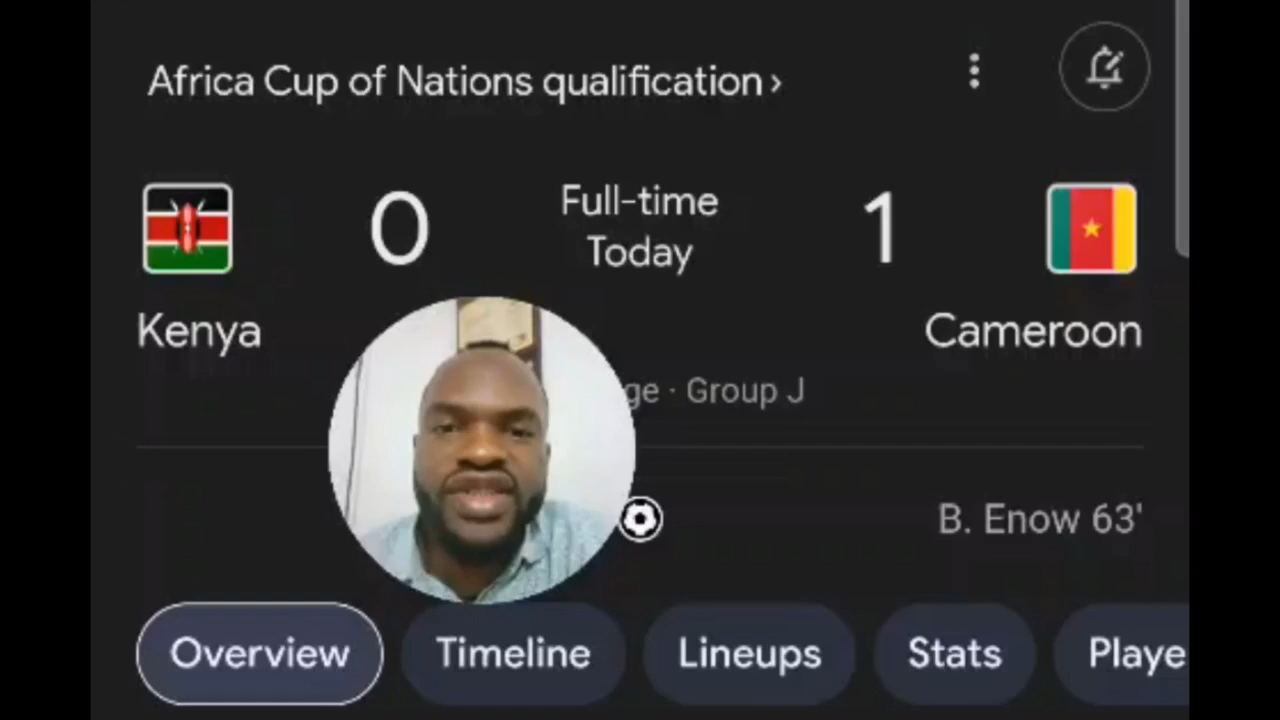 Africa Cup of Nations qualification ›
0 Full-time 1
Today
Kenya Cameroon
· Group J
B. Enow 63'
Overview Timeline Lineups Stats